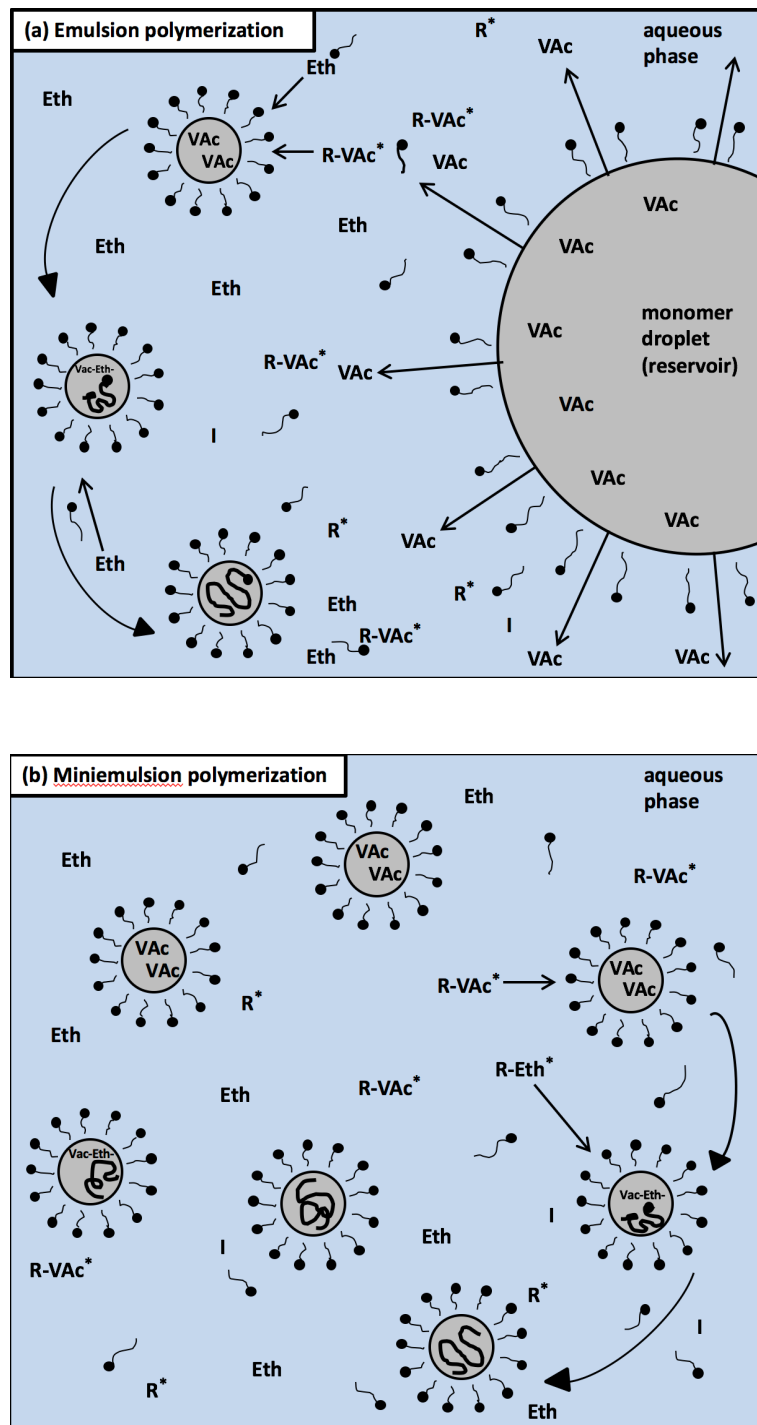 (a) Emulsion polymerization
R*
aqueous
phase
VAc
Eth
Eth
R-VAc*
VAc
VAc
R-VAc*
VAc
VAc
Eth
VAc
Eth
Eth
monomer
droplet
(reservoir)
VAc
R-VAc*
VAc
Vac-Eth-
VAc
I
VAc
R*
VAc
VAc
Eth
R*
Eth
I
R-VAc*
Eth
VAc
VAc
(b) Miniemulsion polymerization
aqueous
phase
Eth
VAc
VAc
Eth
R-VAc*
VAc
VAc
VAc
VAc
R-VAc*
R*
Eth
R-Eth*
R-VAc*
Eth
Vac-Eth-
Vac-Eth-
I
I
Eth
R-VAc*
R*
I
Eth
R*
Eth